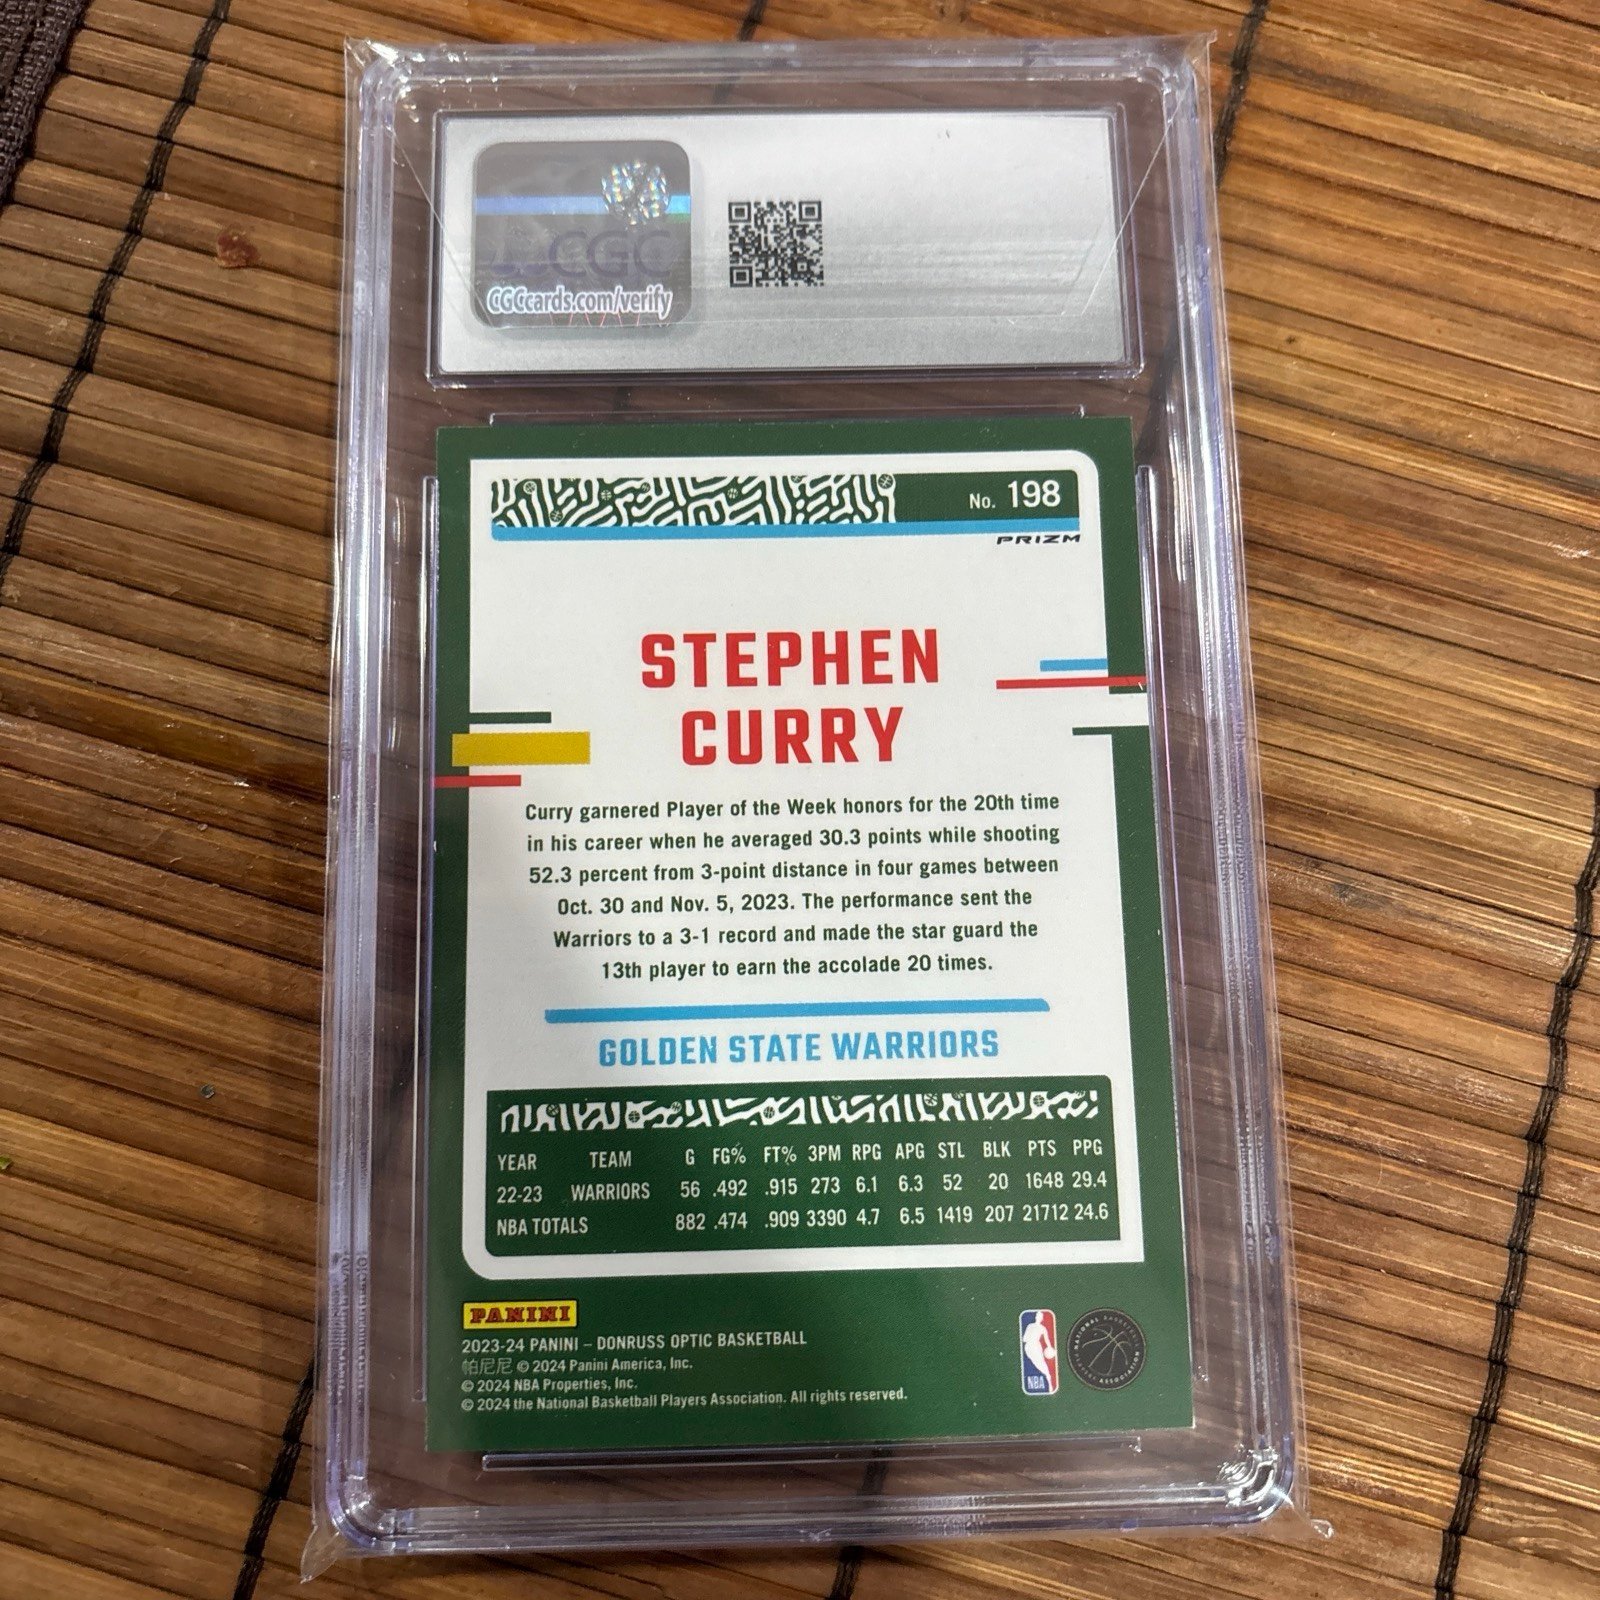 CGC
CGCcards.com/verify
No. 198
PRIZM
STEPHEN
CURRY
Curry garnered Player of the Week honors for the 20th time
in his career when he averaged 30.3 points while shooting
52.3 percent from 3-point distance in four games between
Oct. 30 and Nov. 5, 2023. The performance sent the
Warriors to a 3-1 record and made the star guard the
13th player to earn the accolade 20 times.
GOLDEN STATE WARRIORS
YEAR TEAM G FG% FT% 3PM RPG APG STL BLK PTS PPG
22-23 WARRIORS 56 .492 .915 273 6.1 6.3 52 20 1648 29.4
NBA TOTALS 882 .474 .909 3390 4.7 6.5 1419 207 21712 24.6
PANINI
2023-24 PANINI – DONRUSS OPTIC BASKETBALL
帕尼尼 © 2024 Panini America, Inc.
© 2024 NBA Properties, Inc.
© 2024 the National Basketball Players Association. All rights reserved.
NBA
NATIONAL BASKETBALL
PLAYERS ASSOCIATION